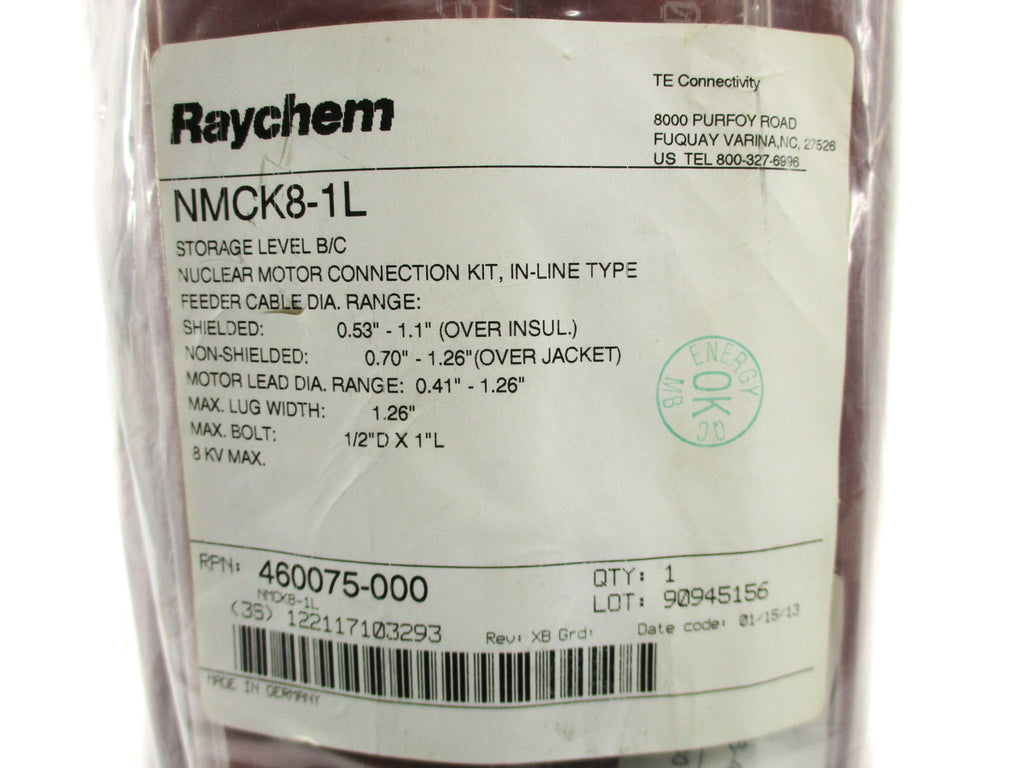 Raychem
TE Connectivity
8000 PURFOY ROAD
FUQUAY VARINA,NC, 27526
US TEL 800-327-6996
NMCK8-1L
STORAGE LEVEL B/C
NUCLEAR MOTOR CONNECTION KIT, IN-LINE TYPE
FEEDER CABLE DIA. RANGE:
SHIELDED: 0.53" - 1.1" (OVER INSUL.)
NON-SHIELDED: 0.70" - 1.26"(OVER JACKET)
MOTOR LEAD DIA. RANGE: 0.41" - 1.26"
MAX. LUG WIDTH: 1.26"
MAX. BOLT: 1/2"D X 1"L
8 KV MAX.
ENERGY
OK
MB
QC
RPN: 460075-000
NMCK8-1L
QTY: 1
LOT: 90945156
(3S) 122117103293
Rev: XB Grd:
Date code: 01/15/13
MADE IN GERMANY